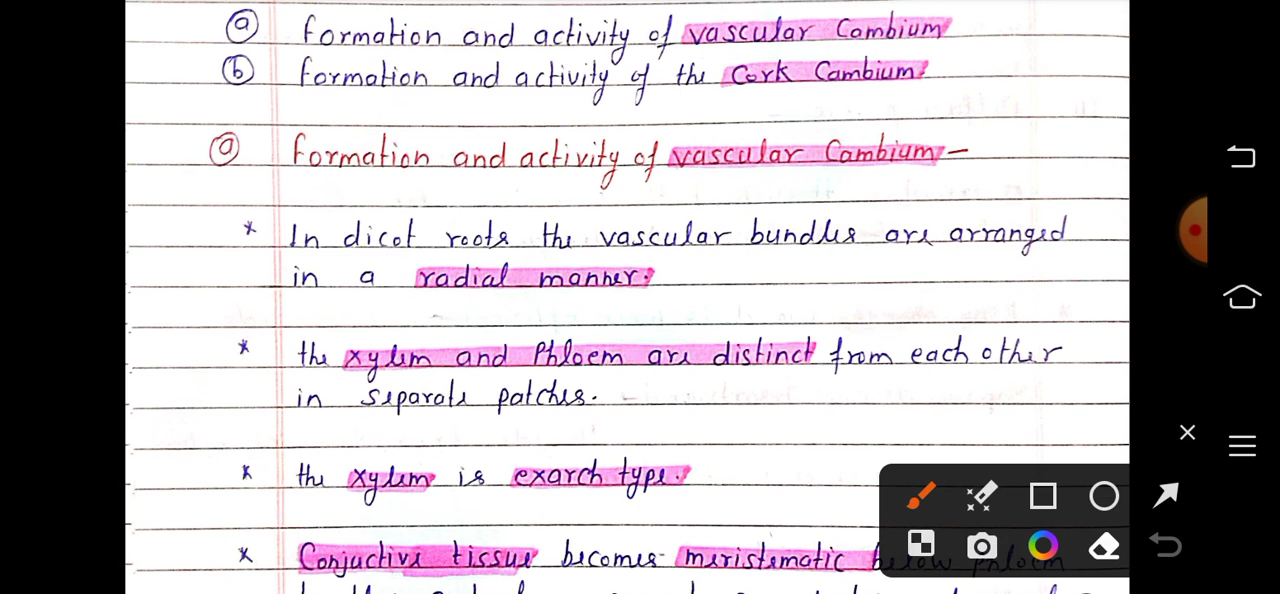 ⓐ formation and activity of vascular Cambium
ⓑ formation and activity of the Cork Cambium.
ⓐ formation and activity of vascular Cambium –
* In dicot roots the vascular bundles are arranged
in a radial manner.
* the xylem and Phloem are distinct from each other
in separate patches.
* the xylem is exarch type.
* Conjuctive tissue becomes meristematic below phloem